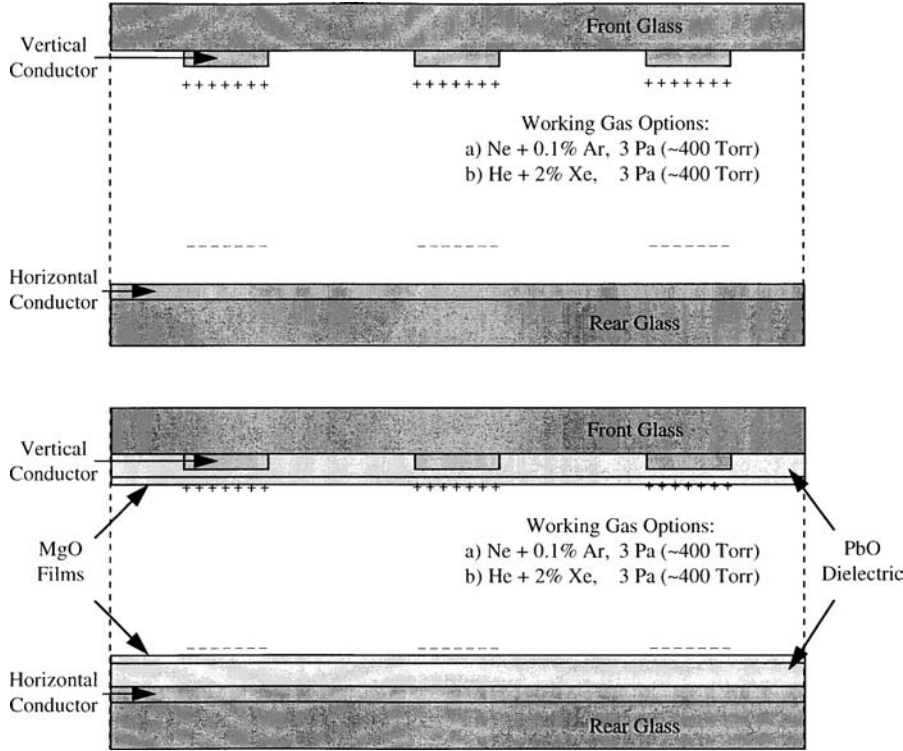 Front Glass
Vertical
Conductor
+++++++ +++++++ +++++++
Working Gas Options:
a) Ne + 0.1% Ar, 3 Pa (~400 Torr)
b) He + 2% Xe, 3 Pa (~400 Torr)
------- ------- -------
Horizontal
Conductor
Rear Glass
Front Glass
Vertical
Conductor
+++++++ +++++++ +++++++
Working Gas Options:
a) Ne + 0.1% Ar, 3 Pa (~400 Torr)
b) He + 2% Xe, 3 Pa (~400 Torr)
MgO
Films
PbO
Dielectric
------- ------- -------
Horizontal
Conductor
Rear Glass